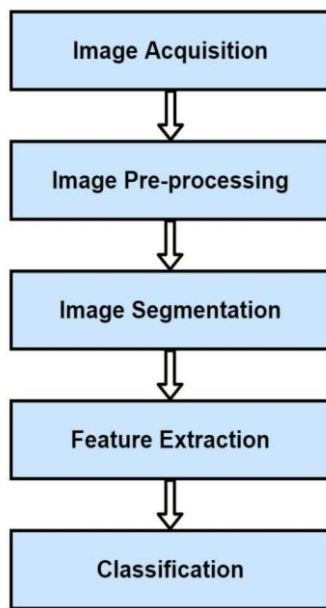 Image Acquisition
Image Pre-processing
Image Segmentation
Feature Extraction
Classification